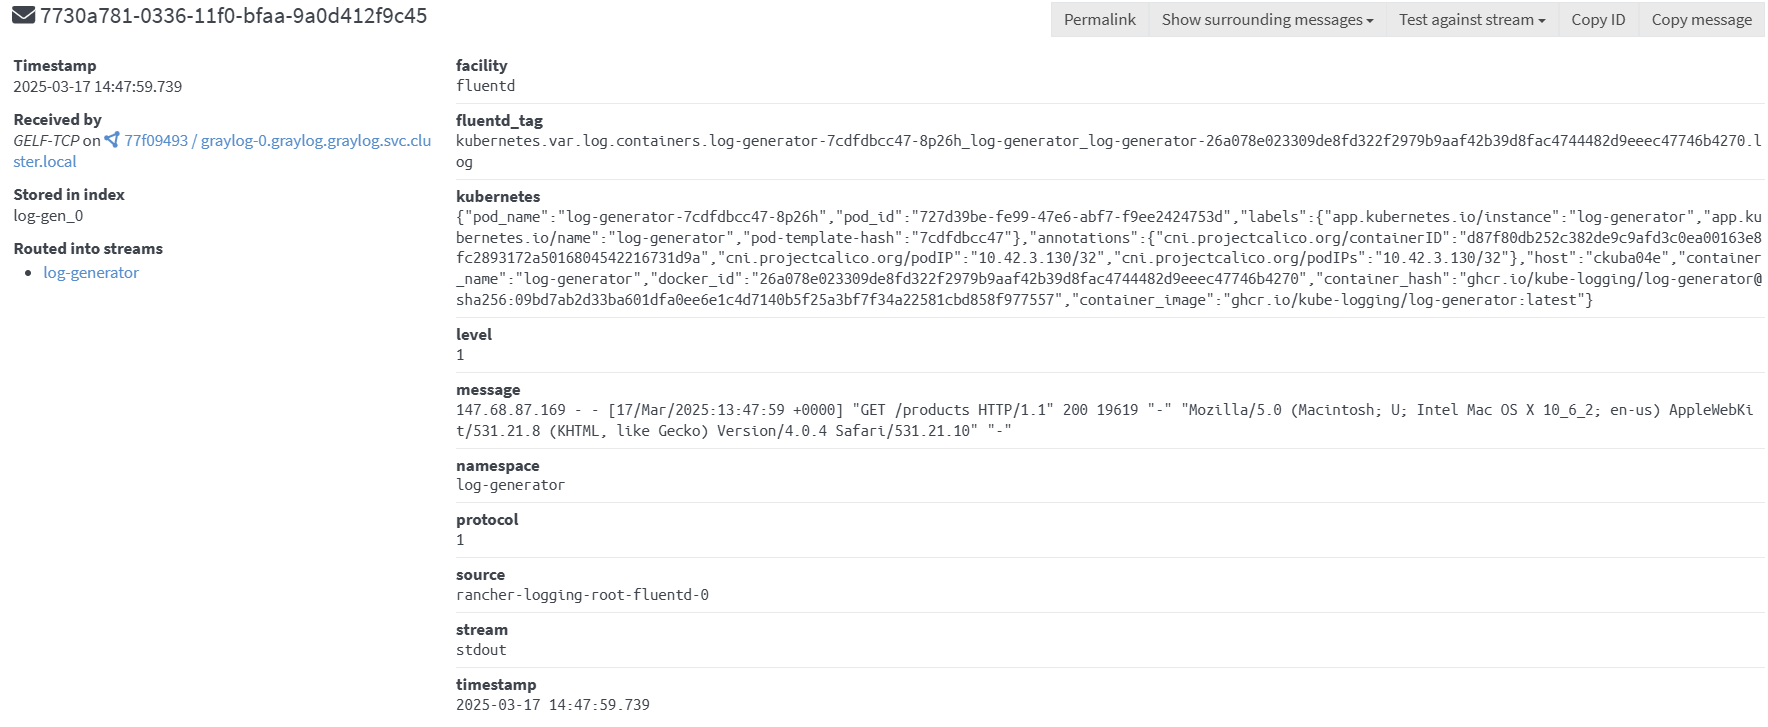 7730a781-0336-11f0-bfaa-9a0d412f9c45
Permalink
Show surrounding messages
Test against stream
Copy ID
Copy message
Timestamp
2025-03-17 14:47:59.739
Received by
GELF-TCP on 77f09493 / graylog-0.graylog.graylog.svc.clu
ster.local
Stored in index
log-gen_0
Routed into streams
log-generator
facility
fluentd
fluentd_tag
kubernetes.var.log.containers.log-generator-7cdfdbcc47-8p26h_log-generator_log-generator-26a078e023309de8fd322f2979b9aaf42b39d8fac4744482d9eeec47746b4270.l
og
kubernetes
{"pod_name":"log-generator-7cdfdbcc47-8p26h","pod_id":"727d39be-fe99-47e6-abf7-f9ee2424753d","labels":{"app.kubernetes.io/instance":"log-generator","app.ku
bernetes.io/name":"log-generator","pod-template-hash":"7cdfdbcc47"},"annotations":{"cni.projectcalico.org/containerID":"d87f80db252c382de9c9afd3c0ea00163e8
fc2893172a5016804542216731d9a","cni.projectcalico.org/podIP":"10.42.3.130/32","cni.projectcalico.org/podIPs":"10.42.3.130/32"},"host":"ckuba04e","container
_name":"log-generator","docker_id":"26a078e023309de8fd322f2979b9aaf42b39d8fac4744482d9eeec47746b4270","container_hash":"ghcr.io/kube-logging/log-generator@
sha256:09bd7ab2d33ba601dfa0ee6e1c4d7140b5f25a3bf7f34a22581cbd858f977557","container_image":"ghcr.io/kube-logging/log-generator:latest"}
level
1
message
147.68.87.169 - - [17/Mar/2025:13:47:59 +0000] "GET /products HTTP/1.1" 200 19619 "-" "Mozilla/5.0 (Macintosh; U; Intel Mac OS X 10_6_2; en-us) AppleWebKi
t/531.21.8 (KHTML, like Gecko) Version/4.0.4 Safari/531.21.10" "-"
namespace
log-generator
protocol
1
source
rancher-logging-root-fluentd-0
stream
stdout
timestamp
2025-03-17 14:47:59.739